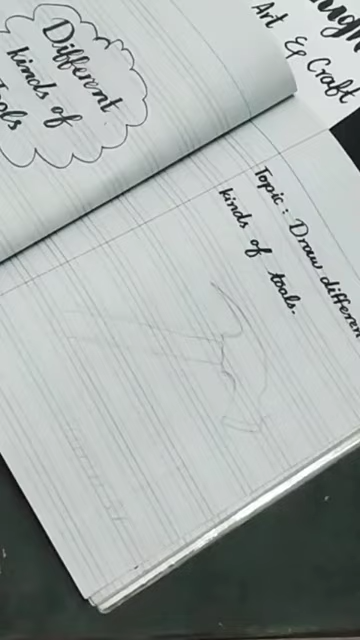 Different
kinds of
Tools
Art & Craft
Topic: Draw differen
kinds of tools.